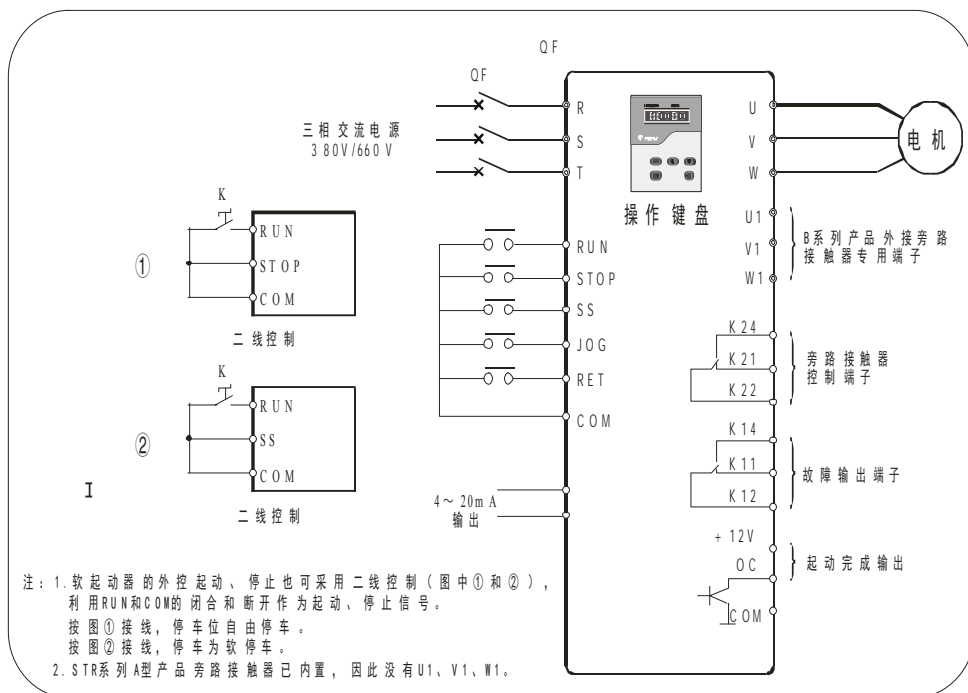 QF
QF
三相交流电源
380V/660V
R
S
T
U
V
W
电机
操作键盘
U1
V1
W1
B系列产品外接旁路
接触器专用端子
K
RUN
STOP
COM
①
二线控制
K
RUN
SS
COM
②
二线控制
I
RUN
STOP
SS
JOG
RET
COM
4～20mA
输出
K24
K21
K22
旁路接触器
控制端子
K14
K11
K12
故障输出端子
+12V
OC
COM
起动完成输出
注：1.软起动器的外控起动、停止也可采用二线控制（图中①和②），
利用RUN和COM的闭合和断开作为起动、停止信号。
按图①接线，停车位自由停车。
按图②接线，停车为软停车。
2.STR系列A型产品旁路接触器已内置，因此没有U1、V1、W1。